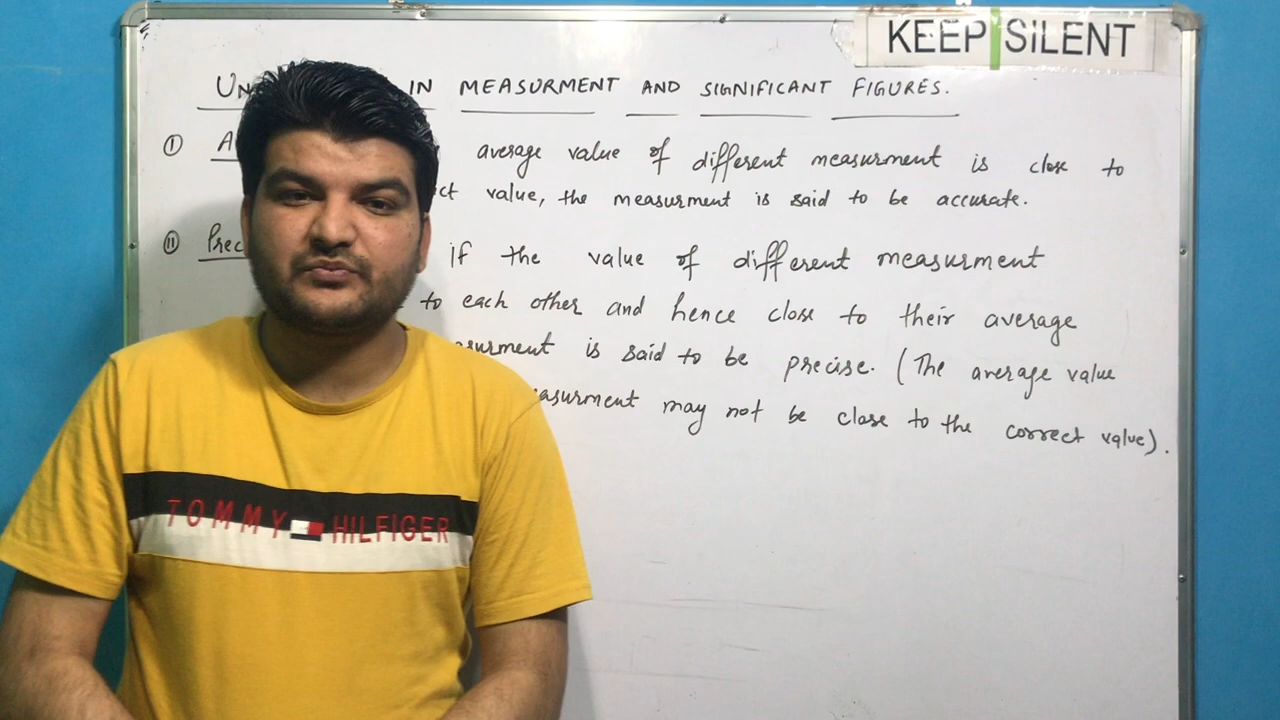 KEEP SILENT
IN MEASURMENT AND SIGNIFICANT FIGURES.
I average value of different measurment is close to
value, the measurment is said to be accurate.
II if the value of different measurment
to each other and hence close to their average
is said to be precise. (The average value
may not be close to the correct value).
TOMMY HILFIGER